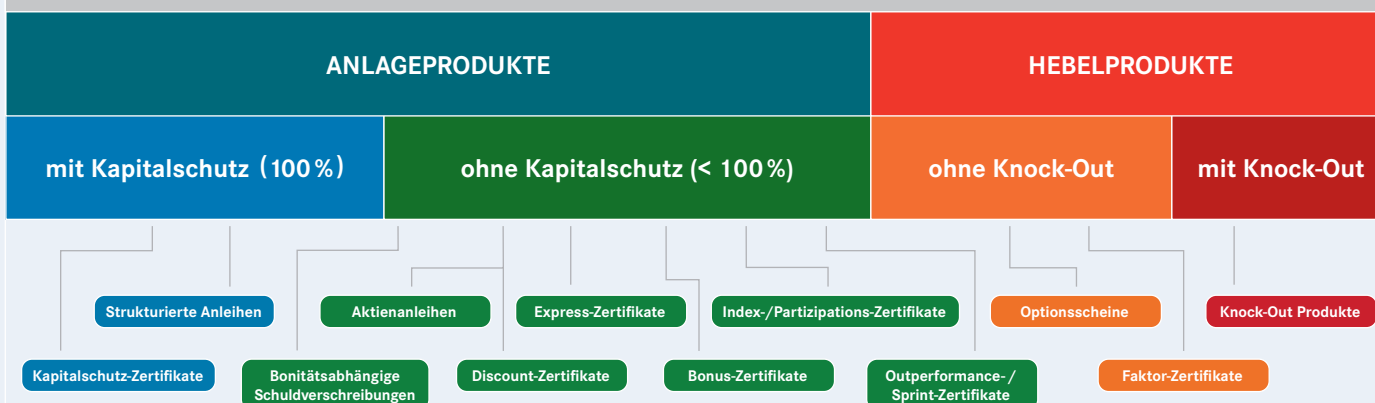 ANLAGEPRODUKTE
HEBELPRODUKTE
mit Kapitalschutz (100 %)
ohne Kapitalschutz (< 100 %)
ohne Knock-Out
mit Knock-Out
Strukturierte Anleihen
Aktienanleihen
Express-Zertifikate
Index-/Partizipations-Zertifikate
Optionsscheine
Knock-Out Produkte
Kapitalschutz-Zertifikate
Bonitätsabhängige
Schuldverschreibungen
Discount-Zertifikate
Bonus-Zertifikate
Outperformance-/
Sprint-Zertifikate
Faktor-Zertifikate